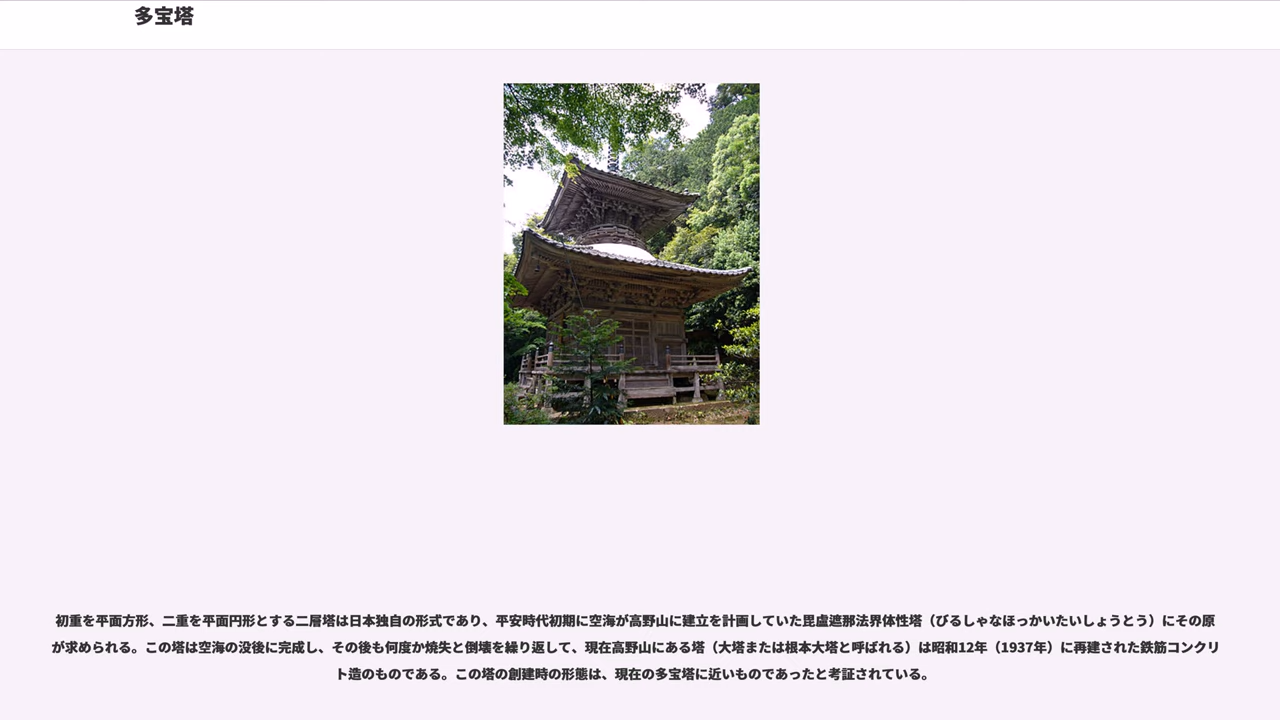 多宝塔
初重を平面方形、二重を平面円形とする二層塔は日本独自の形式であり、平安時代初期に空海が高野山に建立を計画していた毘盧遮那法界体性塔（びるしゃなほっかいたいしょうとう）にその原
が求められる。この塔は空海の没後に完成し、その後も何度か焼失と倒壊を繰り返して、現在高野山にある塔（大塔または根本大塔と呼ばれる）は昭和12年（1937年）に再建された鉄筋コンクリ
ート造のものである。この塔の創建時の形態は、現在の多宝塔に近いものであったと考証されている。